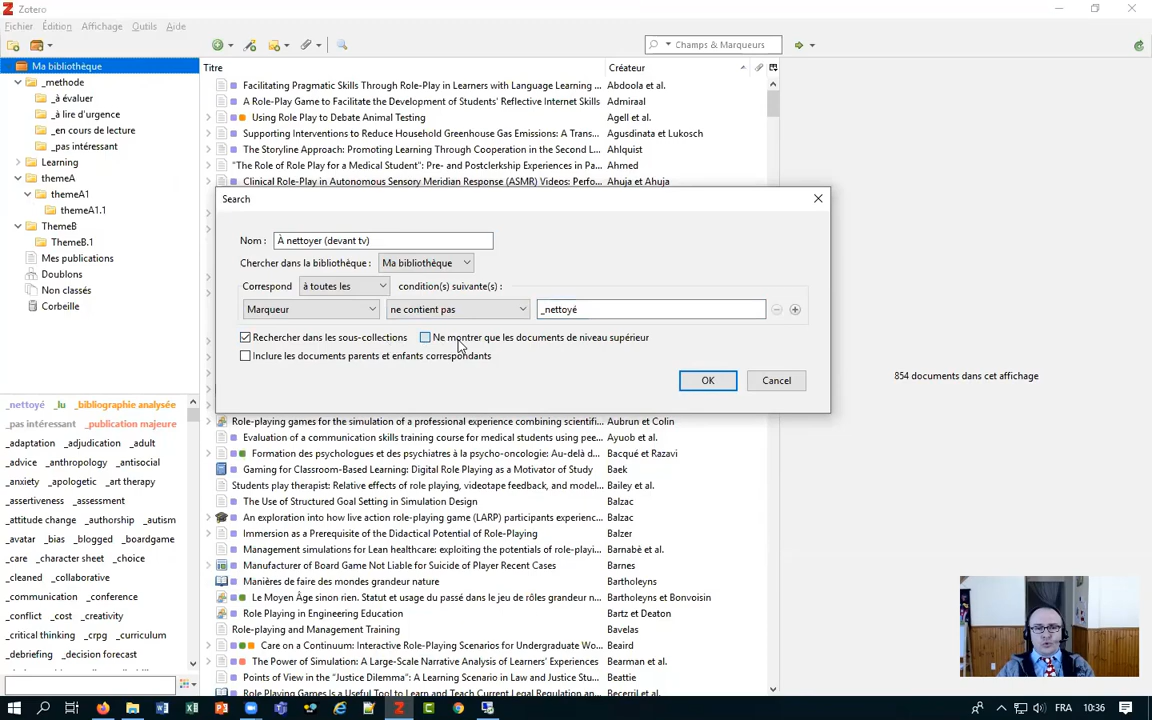 Zotero
Fichier Édition Affichage Outils Aide
Champs & Marqueurs
Ma bibliothèque
_methode
_à évaluer
_à lire d'urgence
_en cours de lecture
_pas intéressant
Learning
themeA
themeA1
themeA1.1
ThemeB
ThemeB.1
Mes publications
Doublons
Non classés
Corbeille
Titre Créateur
Facilitating Pragmatic Skills Through Role-Play in Learners with Language Learning ... Abdoola et al.
A Role-Play Game to Facilitate the Development of Students' Reflective Internet Skills Admiraal
Using Role Play to Debate Animal Testing Agell et al.
Supporting Interventions to Reduce Household Greenhouse Gas Emissions: A Trans... Agusdinata et Lukosch
The Storyline Approach: Promoting Learning Through Cooperation in the Second L... Ahlquist
"The Role of Role Play for a Medical Student": Pre- and Postclerkship Experiences in Pa... Ahmed
Clinical Role-Play in Autonomous Sensory Meridian Response (ASMR) Videos: Perfo... Ahuja et Ahuja
Search
Nom : À nettoyer (devant tv)
Chercher dans la bibliothèque : Ma bibliothèque
Correspond à toutes les condition(s) suivante(s) :
Marqueur ne contient pas _nettoyé
Rechercher dans les sous-collections Ne montrer que les documents de niveau supérieur
Inclure les documents parents et enfants correspondants
OK Cancel
854 documents dans cet affichage
Role-playing games for the simulation of a professional experience combining scientifi... Aubrun et Colin
Evaluation of a communication skills training course for medical students using pee... Ayuob et al.
Formation des psychologues et des psychiatres à la psycho-oncologie: Au-delà d... Bacqué et Razavi
Gaming for Classroom-Based Learning: Digital Role Playing as a Motivator of Study Baek
Students play therapist: Relative effects of role playing, videotape feedback, and model... Bailey et al.
The Use of Structured Goal Setting in Simulation Design Balzac
An exploration into how live action role-playing game (LARP) participants experienc... Balzac
Immersion as a Prerequisite of the Didactical Potential of Role-Playing Balzer
Management simulations for Lean healthcare: exploiting the potentials of role-playi... Barnabè et al.
Manufacturer of Board Game Not Liable for Suicide of Player Recent Cases Barnes
Manières de faire des mondes grandeur nature Bartholeyns
Le Moyen Âge sinon rien. Statut et usage du passé dans le jeu de rôles grandeur n... Bartholeyns et Bonvoisin
Role Playing in Engineering Education Bartz et Deaton
Role-playing and Management Training Bavelas
Care on a Continuum: Interactive Role-Playing Scenarios for Undergraduate Wo... Beaird
The Power of Simulation: A Large-Scale Narrative Analysis of Learners' Experiences Bearman et al.
Points of View in the "Justice Dilemma": A Learning Scenario in Law and Justice Stu... Beattie
Role Playing Games Is a Useful Tool to Learn and Teach Current Legal Regulation an... Becerril et al.
_nettoyé _lu _bibliographie analysée
_pas intéressant _publication majeure
_adaptation _adjudication _adult
_advice _anthropology _antisocial
_anxiety _apologetic _art therapy
_assertiveness _assessment
_attitude change _authorship _autism
_avatar _bias _blogged _boardgame
_care _character sheet _choice
_cleaned _collaborative
_communication _conference
_conflict _cost _creativity
_critical thinking _crpg _curriculum
_debriefing _decision forecast
FRA 10:36